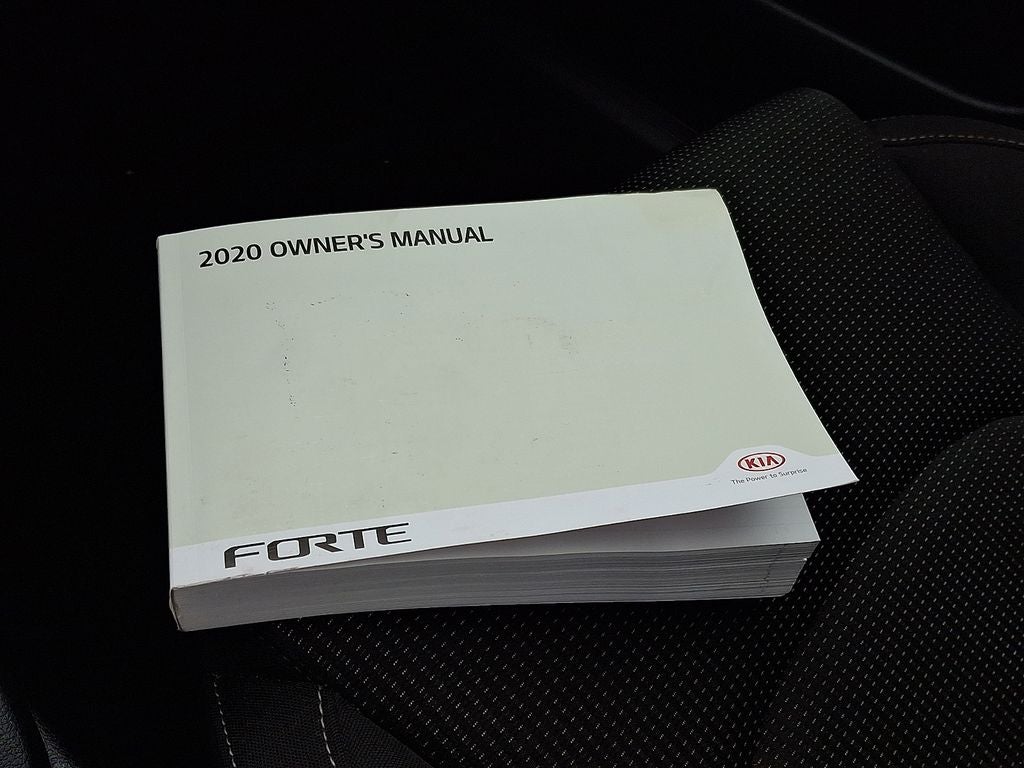 2020 OWNER'S MANUAL
KIA
The Power to Surprise
FORTE